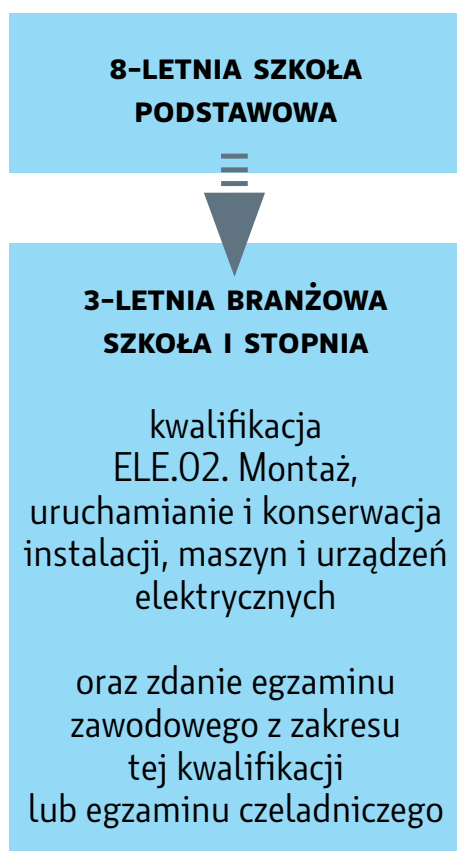 8-LETNIA SZKOŁA
PODSTAWOWA
3-LETNIA BRANŻOWA
SZKOŁA I STOPNIA
kwalifikacja
ELE.02. Montaż,
uruchamianie i konserwacja
instalacji, maszyn i urządzeń
elektrycznych
oraz zdanie egzaminu
zawodowego z zakresu
tej kwalifikacji
lub egzaminu czeladniczego